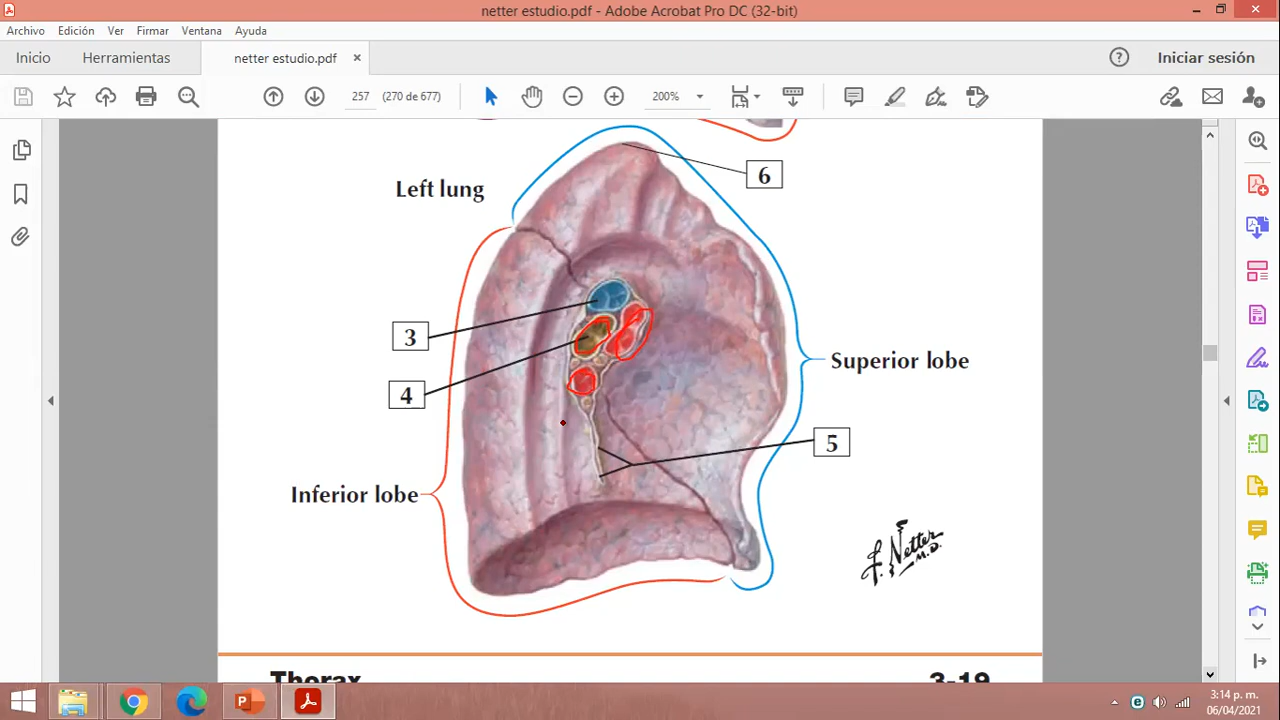 netter estudio.pdf - Adobe Acrobat Pro DC (32-bit)
Archivo Edición Ver Firmar Ventana Ayuda
Inicio Herramientas netter estudio.pdf Iniciar sesión
257 (270 de 677) 200%
6
Left lung
3
Superior lobe
4
5
Inferior lobe
F. Netter M.D.
Thorax 3-19
3:14 p. m.
06/04/2021